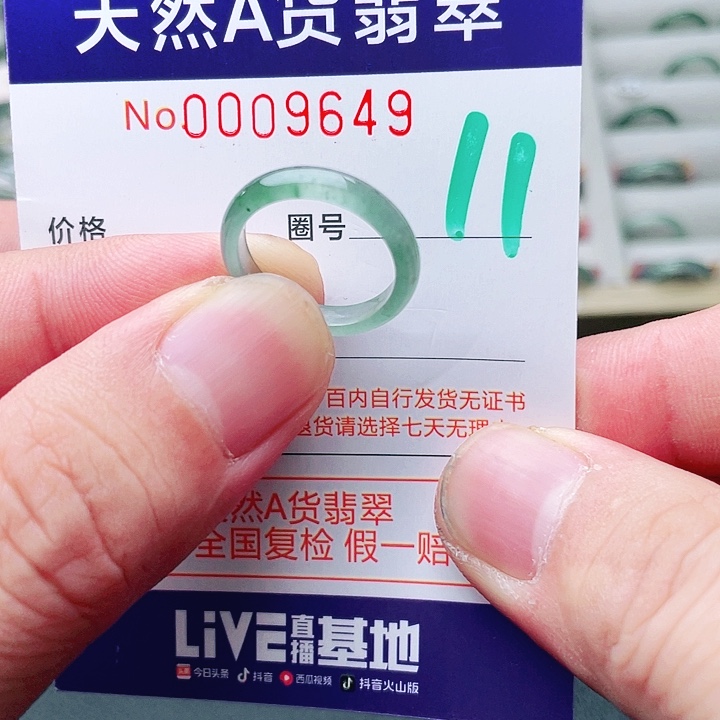 天然A货翡翠
No0009649
11
价格
圈号
百内自行发货无证书
退货请选择七天无理
然A货翡翠
全国复检 假一赔
LiVE直播基地
头条 今日头条 抖音 西瓜视频 抖音火山版